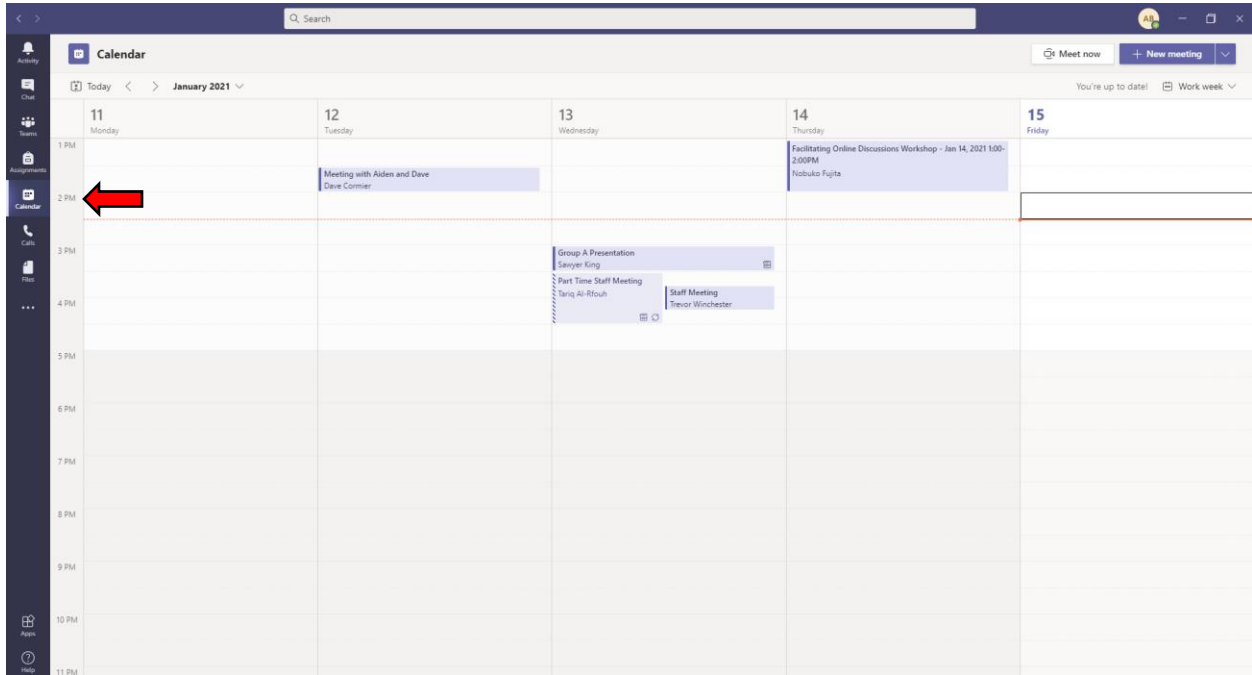 Search
AB
Activity
Chat
Teams
Assignments
Calendar
Calls
Files
Apps
Help
Calendar
Meet now
+ New meeting
Today
January 2021
You're up to date!
Work week
11
Monday
12
Tuesday
13
Wednesday
14
Thursday
15
Friday
1 PM
2 PM
3 PM
4 PM
5 PM
6 PM
7 PM
8 PM
9 PM
10 PM
11 PM
Meeting with Aiden and Dave
Dave Cormier
Group A Presentation
Sawyer King
Part Time Staff Meeting
Tariq Al-Rfouh
Staff Meeting
Trevor Winchester
Facilitating Online Discussions Workshop - Jan 14, 2021 1:00-
2:00PM
Nobuko Fujita